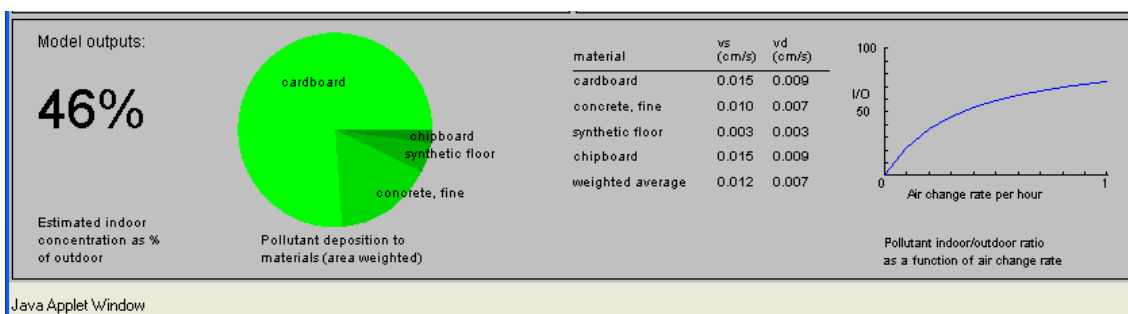 Model outputs:
46%
Estimated indoor
concentration as %
of outdoor
cardboard
chipboard
synthetic floor
concrete, fine
Pollutant deposition to
materials (area weighted)
material vs (cm/s) vd (cm/s)
cardboard 0.015 0.009
concrete, fine 0.010 0.007
synthetic floor 0.003 0.003
chipboard 0.015 0.009
weighted average 0.012 0.007
100
I/O
50
0 1
Air change rate per hour
Pollutant indoor/outdoor ratio
as a function of air change rate
Java Applet Window